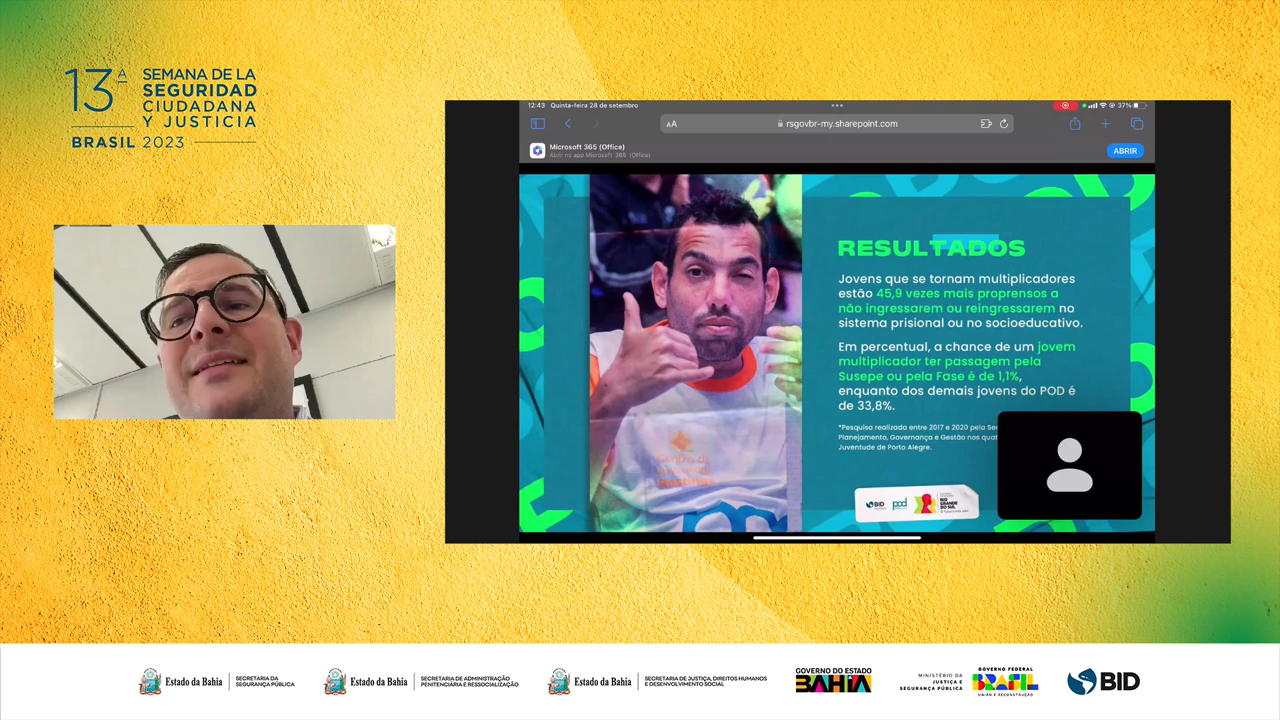 13ª
SEMANA DE LA
SEGURIDAD
CIUDADANA
Y JUSTICIA
BRASIL 2023
12:43 Quinta-feira 28 de setembro
37%
AA
rsgovbr-my.sharepoint.com
Microsoft 365 (Office)
Abrir no app Microsoft 365 (Office)
ABRIR
RESULTADOS
Jovens que se tornam multiplicadores
estão 45,9 vezes mais proprensos a
não ingressarem ou reingressarem no
sistema prisional ou no socioeducativo.
Em percentual, a chance de um jovem
multiplicador ter passagem pela
Susepe ou pela Fase é de 1,1%,
enquanto dos demais jovens do POD é
de 33,8%.
*Pesquisa realizada entre 2017 e 2020 pela
Planejamento, Governança e Gestão nos
Juventude de Porto Alegre.
BID
pod
RIO
GRANDE
DO SUL
Estado da Bahia
SECRETARIA DA
SEGURANÇA PÚBLICA
Estado da Bahia
SECRETARIA DE ADMINISTRAÇÃO
PENITENCIÁRIA E RESSOCIALIZAÇÃO
Estado da Bahia
SECRETARIA DE JUSTIÇA, DIREITOS HUMANOS
E DESENVOLVIMENTO SOCIAL
GOVERNO DO ESTADO
BAHIA
MINISTÉRIO DA
JUSTIÇA E
SEGURANÇA PÚBLICA
GOVERNO FEDERAL
BRASIL
UNIÃO E RECONSTRUÇÃO
BID